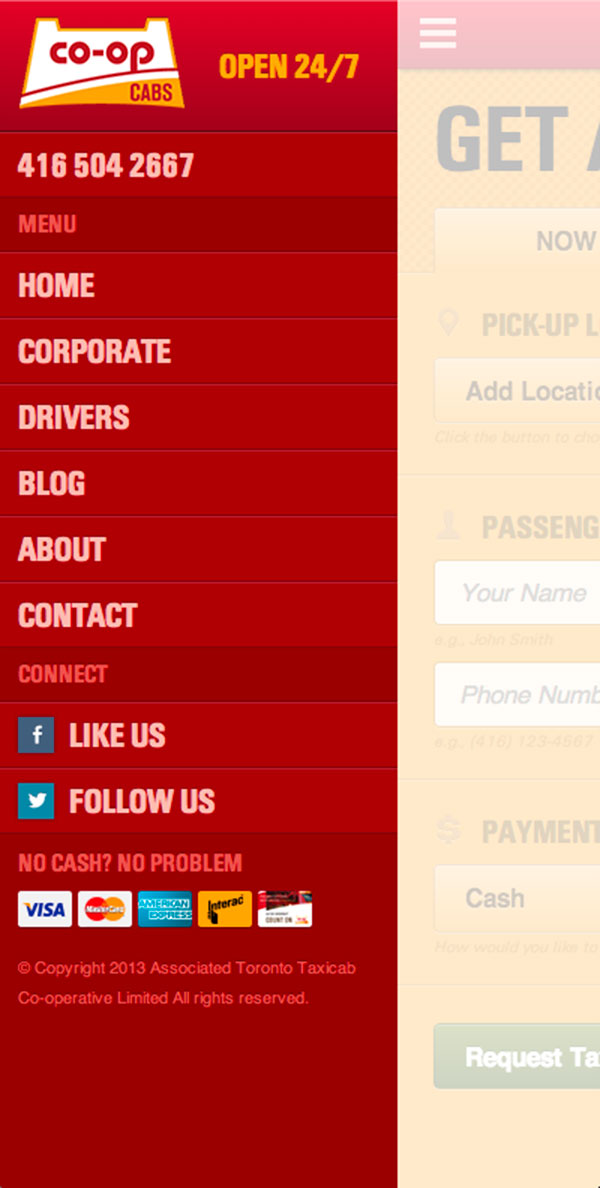 co-op
CABS
OPEN 24/7
416 504 2667
MENU
HOME
CORPORATE
DRIVERS
BLOG
ABOUT
CONTACT
CONNECT
f LIKE US
FOLLOW US
NO CASH? NO PROBLEM
VISA MasterCard AMERICAN EXPRESS Interac COUNT ON
© Copyright 2013 Associated Toronto Taxicab
Co-operative Limited All rights reserved.
GET
NOW
PICK-UP L
Add Locatio
Click the button to cho
PASSENG
Your Name
e.g., John Smith
Phone Numb
e.g., (416) 123-4567
$ PAYMENT
Cash
How would you like to
Request Ta